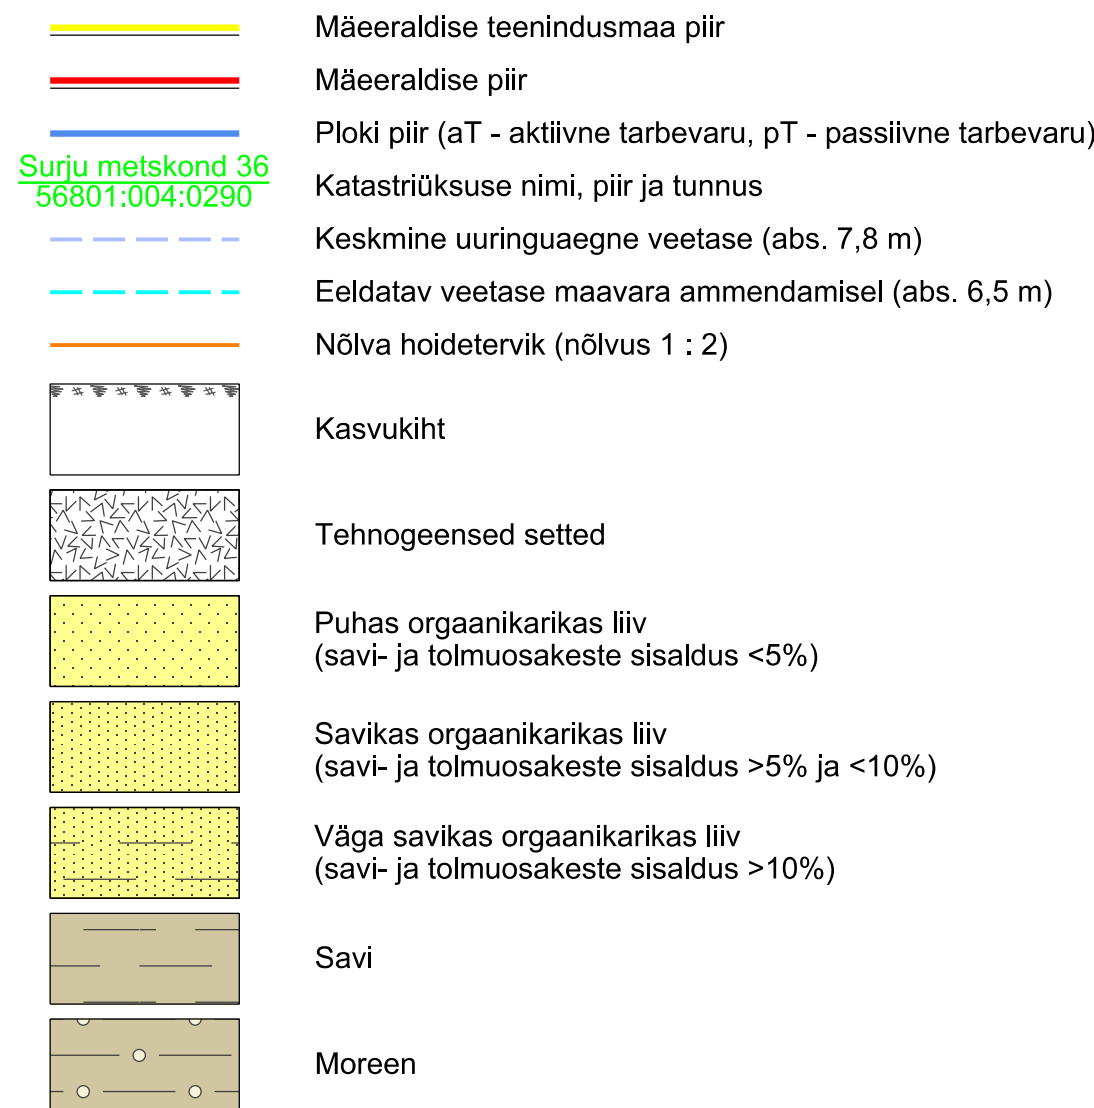 Mäeeraldise teenindusmaa piir
Mäeeraldise piir
Ploki piir (aT - aktiivne tarbevaru, pT - passiivne tarbevaru)
Surju metskond 36
56801:004:0290
Katastriüksuse nimi, piir ja tunnus
Keskmine uuringuaegne veetase (abs. 7,8 m)
Eeldatav veetase maavara ammendamisel (abs. 6,5 m)
Nõlva hoidetervik (nõlvus 1 : 2)
Kasvukiht
Tehnogeensed setted
Puhas orgaanikarikas liiv
(savi- ja tolmuosakeste sisaldus <5%)
Savikas orgaanikarikas liiv
(savi- ja tolmuosakeste sisaldus >5% ja <10%)
Väga savikas orgaanikarikas liiv
(savi- ja tolmuosakeste sisaldus >10%)
Savi
Moreen